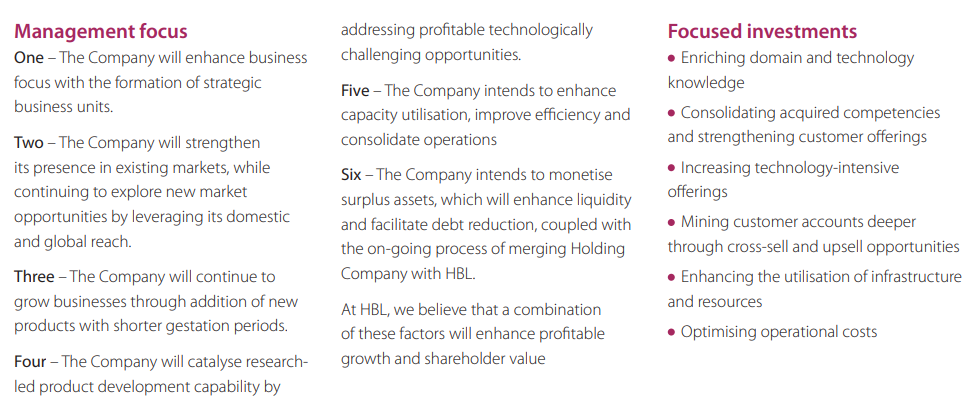 Management focus
One – The Company will enhance business
focus with the formation of strategic
business units.
Two – The Company will strengthen
its presence in existing markets, while
continuing to explore new market
opportunities by leveraging its domestic
and global reach.
Three – The Company will continue to
grow businesses through addition of new
products with shorter gestation periods.
Four – The Company will catalyse research-
led product development capability by
addressing profitable technologically
challenging opportunities.
Five – The Company intends to enhance
capacity utilisation, improve efficiency and
consolidate operations
Six – The Company intends to monetise
surplus assets, which will enhance liquidity
and facilitate debt reduction, coupled with
the on-going process of merging Holding
Company with HBL.
At HBL, we believe that a combination
of these factors will enhance profitable
growth and shareholder value
Focused investments
• Enriching domain and technology
knowledge
• Consolidating acquired competencies
and strengthening customer offerings
• Increasing technology-intensive
offerings
• Mining customer accounts deeper
through cross-sell and upsell opportunities
• Enhancing the utilisation of infrastructure
and resources
• Optimising operational costs